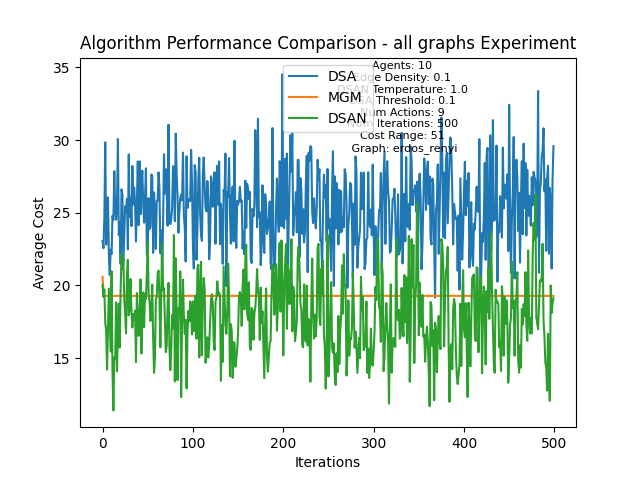 Algorithm Performance Comparison - all graphs Experiment
Average Cost
35
30
25
20
15
DSA
MGM
DSAN
Agents: 10
Edge Density: 0.1
DSAN Temperature: 1.0
DSA Threshold: 0.1
Num Actions: 9
Num Iterations: 500
Cost Range: 51
Graph: erdos_renyi
0
100
200
300
400
500
Iterations